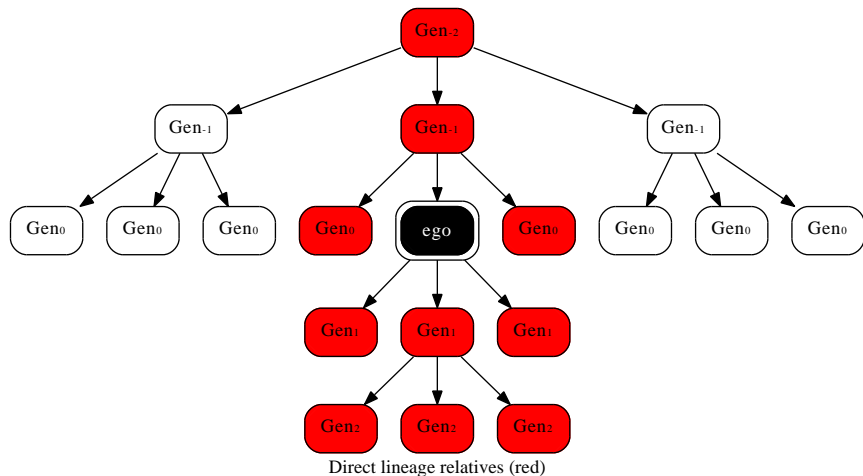 Gen-2
Gen-1 Gen-1 Gen-1
Gen0 Gen0 Gen0 Gen0 ego Gen0 Gen0 Gen0 Gen0
Gen1 Gen1 Gen1
Gen2 Gen2 Gen2
Direct lineage relatives (red)